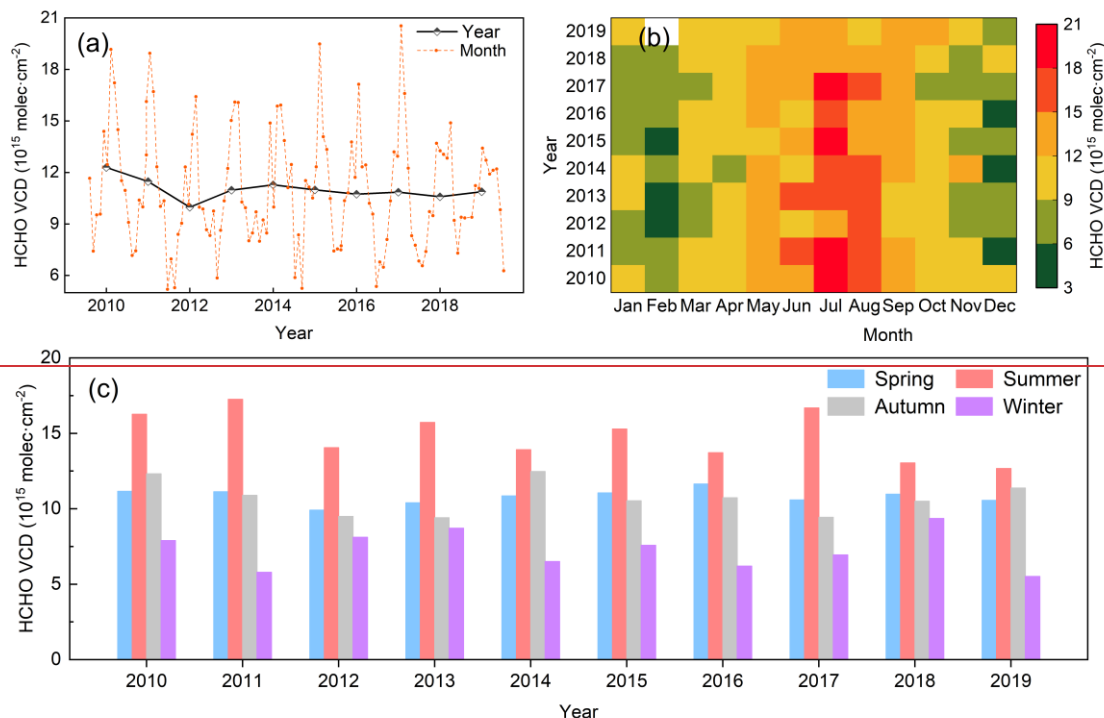 (a)
Year
Month
HCHO VCD (10¹⁵ molec·cm⁻²)
21
18
15
12
9
6
2010 2012 2014 2016 2018
Year
(b)
Year
2019
2018
2017
2016
2015
2014
2013
2012
2011
2010
Jan Feb Mar Apr May Jun Jul Aug Sep Oct Nov Dec
Month
21
18
15
12
9
6
3
HCHO VCD (10¹⁵ molec·cm⁻²)
(c)
Spring Summer
Autumn Winter
HCHO VCD (10¹⁵ molec·cm⁻²)
20
15
10
5
0
2010 2011 2012 2013 2014 2015 2016 2017 2018 2019
Year